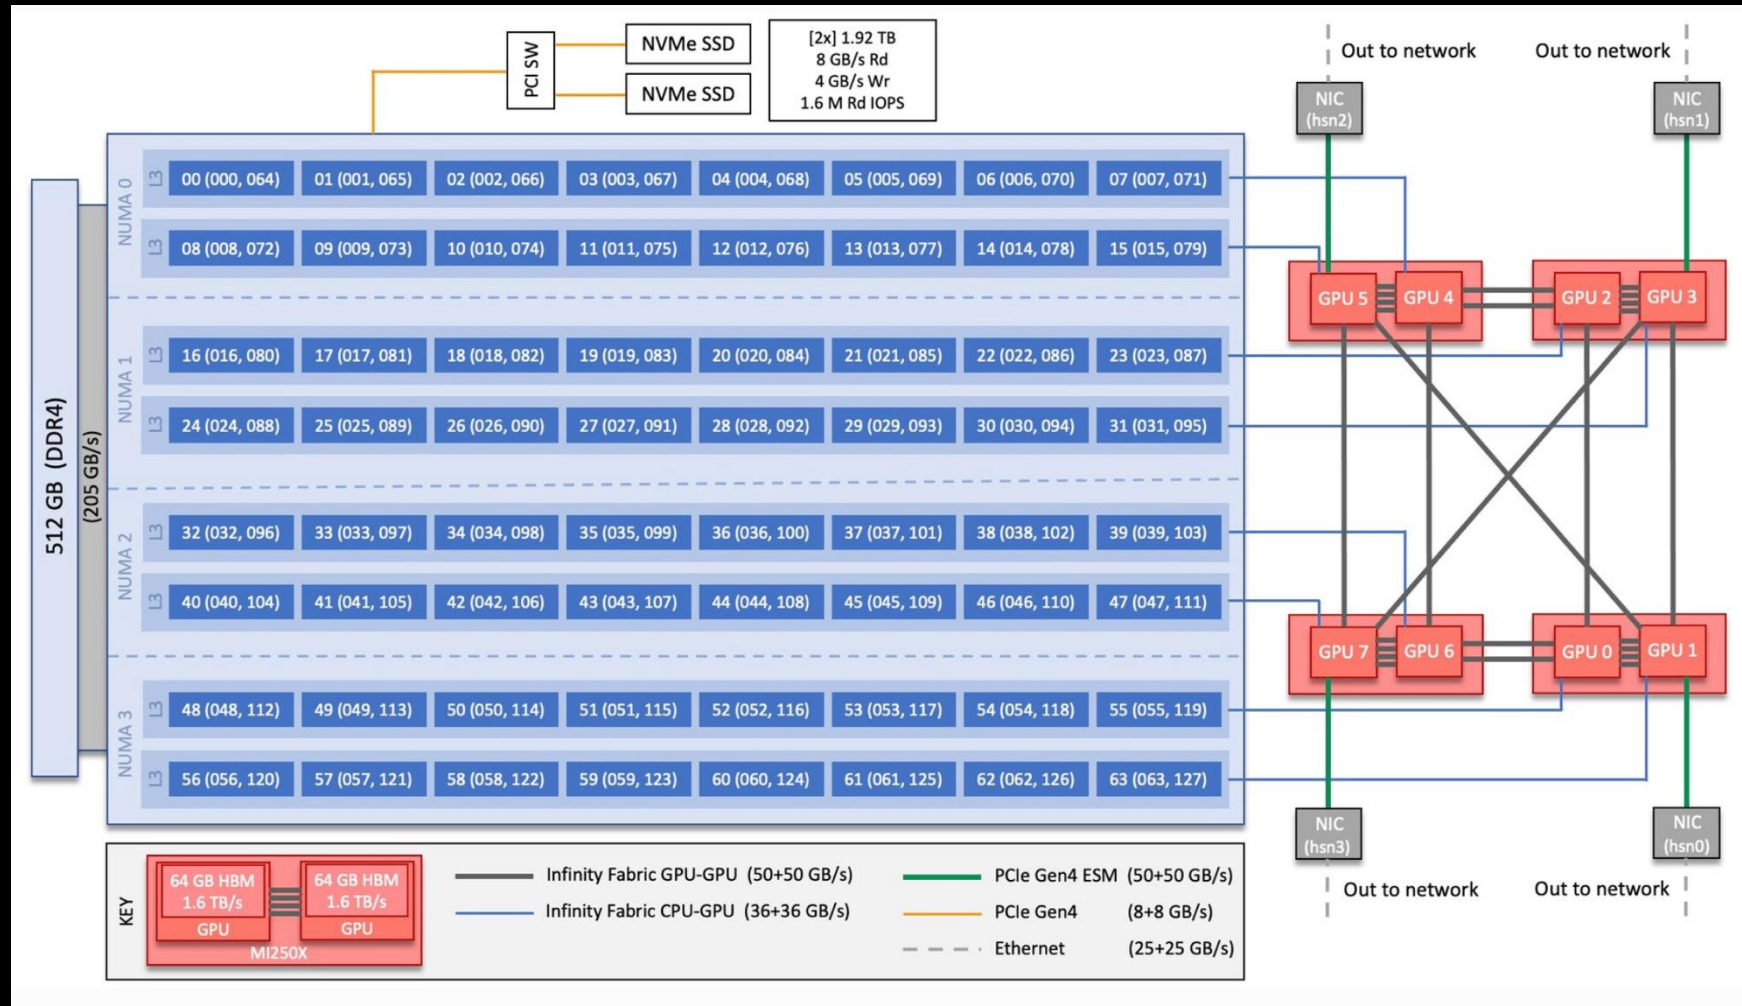 PCI SW
NVMe SSD
NVMe SSD
[2x] 1.92 TB
8 GB/s Rd
4 GB/s Wr
1.6 M Rd IOPS
Out to network
Out to network
NIC
(hsn2)
NIC
(hsn1)
512 GB (DDR4)
(205 GB/s)
NUMA 0
L3
00 (000, 064)
01 (001, 065)
02 (002, 066)
03 (003, 067)
04 (004, 068)
05 (005, 069)
06 (006, 070)
07 (007, 071)
L3
08 (008, 072)
09 (009, 073)
10 (010, 074)
11 (011, 075)
12 (012, 076)
13 (013, 077)
14 (014, 078)
15 (015, 079)
NUMA 1
L3
16 (016, 080)
17 (017, 081)
18 (018, 082)
19 (019, 083)
20 (020, 084)
21 (021, 085)
22 (022, 086)
23 (023, 087)
L3
24 (024, 088)
25 (025, 089)
26 (026, 090)
27 (027, 091)
28 (028, 092)
29 (029, 093)
30 (030, 094)
31 (031, 095)
NUMA 2
L3
32 (032, 096)
33 (033, 097)
34 (034, 098)
35 (035, 099)
36 (036, 100)
37 (037, 101)
38 (038, 102)
39 (039, 103)
L3
40 (040, 104)
41 (041, 105)
42 (042, 106)
43 (043, 107)
44 (044, 108)
45 (045, 109)
46 (046, 110)
47 (047, 111)
NUMA 3
L3
48 (048, 112)
49 (049, 113)
50 (050, 114)
51 (051, 115)
52 (052, 116)
53 (053, 117)
54 (054, 118)
55 (055, 119)
L3
56 (056, 120)
57 (057, 121)
58 (058, 122)
59 (059, 123)
60 (060, 124)
61 (061, 125)
62 (062, 126)
63 (063, 127)
GPU 5
GPU 4
GPU 2
GPU 3
GPU 7
GPU 6
GPU 0
GPU 1
NIC
(hsn3)
NIC
(hsn0)
Out to network
Out to network
KEY
64 GB HBM
1.6 TB/s
GPU
64 GB HBM
1.6 TB/s
GPU
MI250X
Infinity Fabric GPU-GPU (50+50 GB/s)
Infinity Fabric CPU-GPU (36+36 GB/s)
PCIe Gen4 ESM (50+50 GB/s)
PCIe Gen4 (8+8 GB/s)
Ethernet (25+25 GB/s)